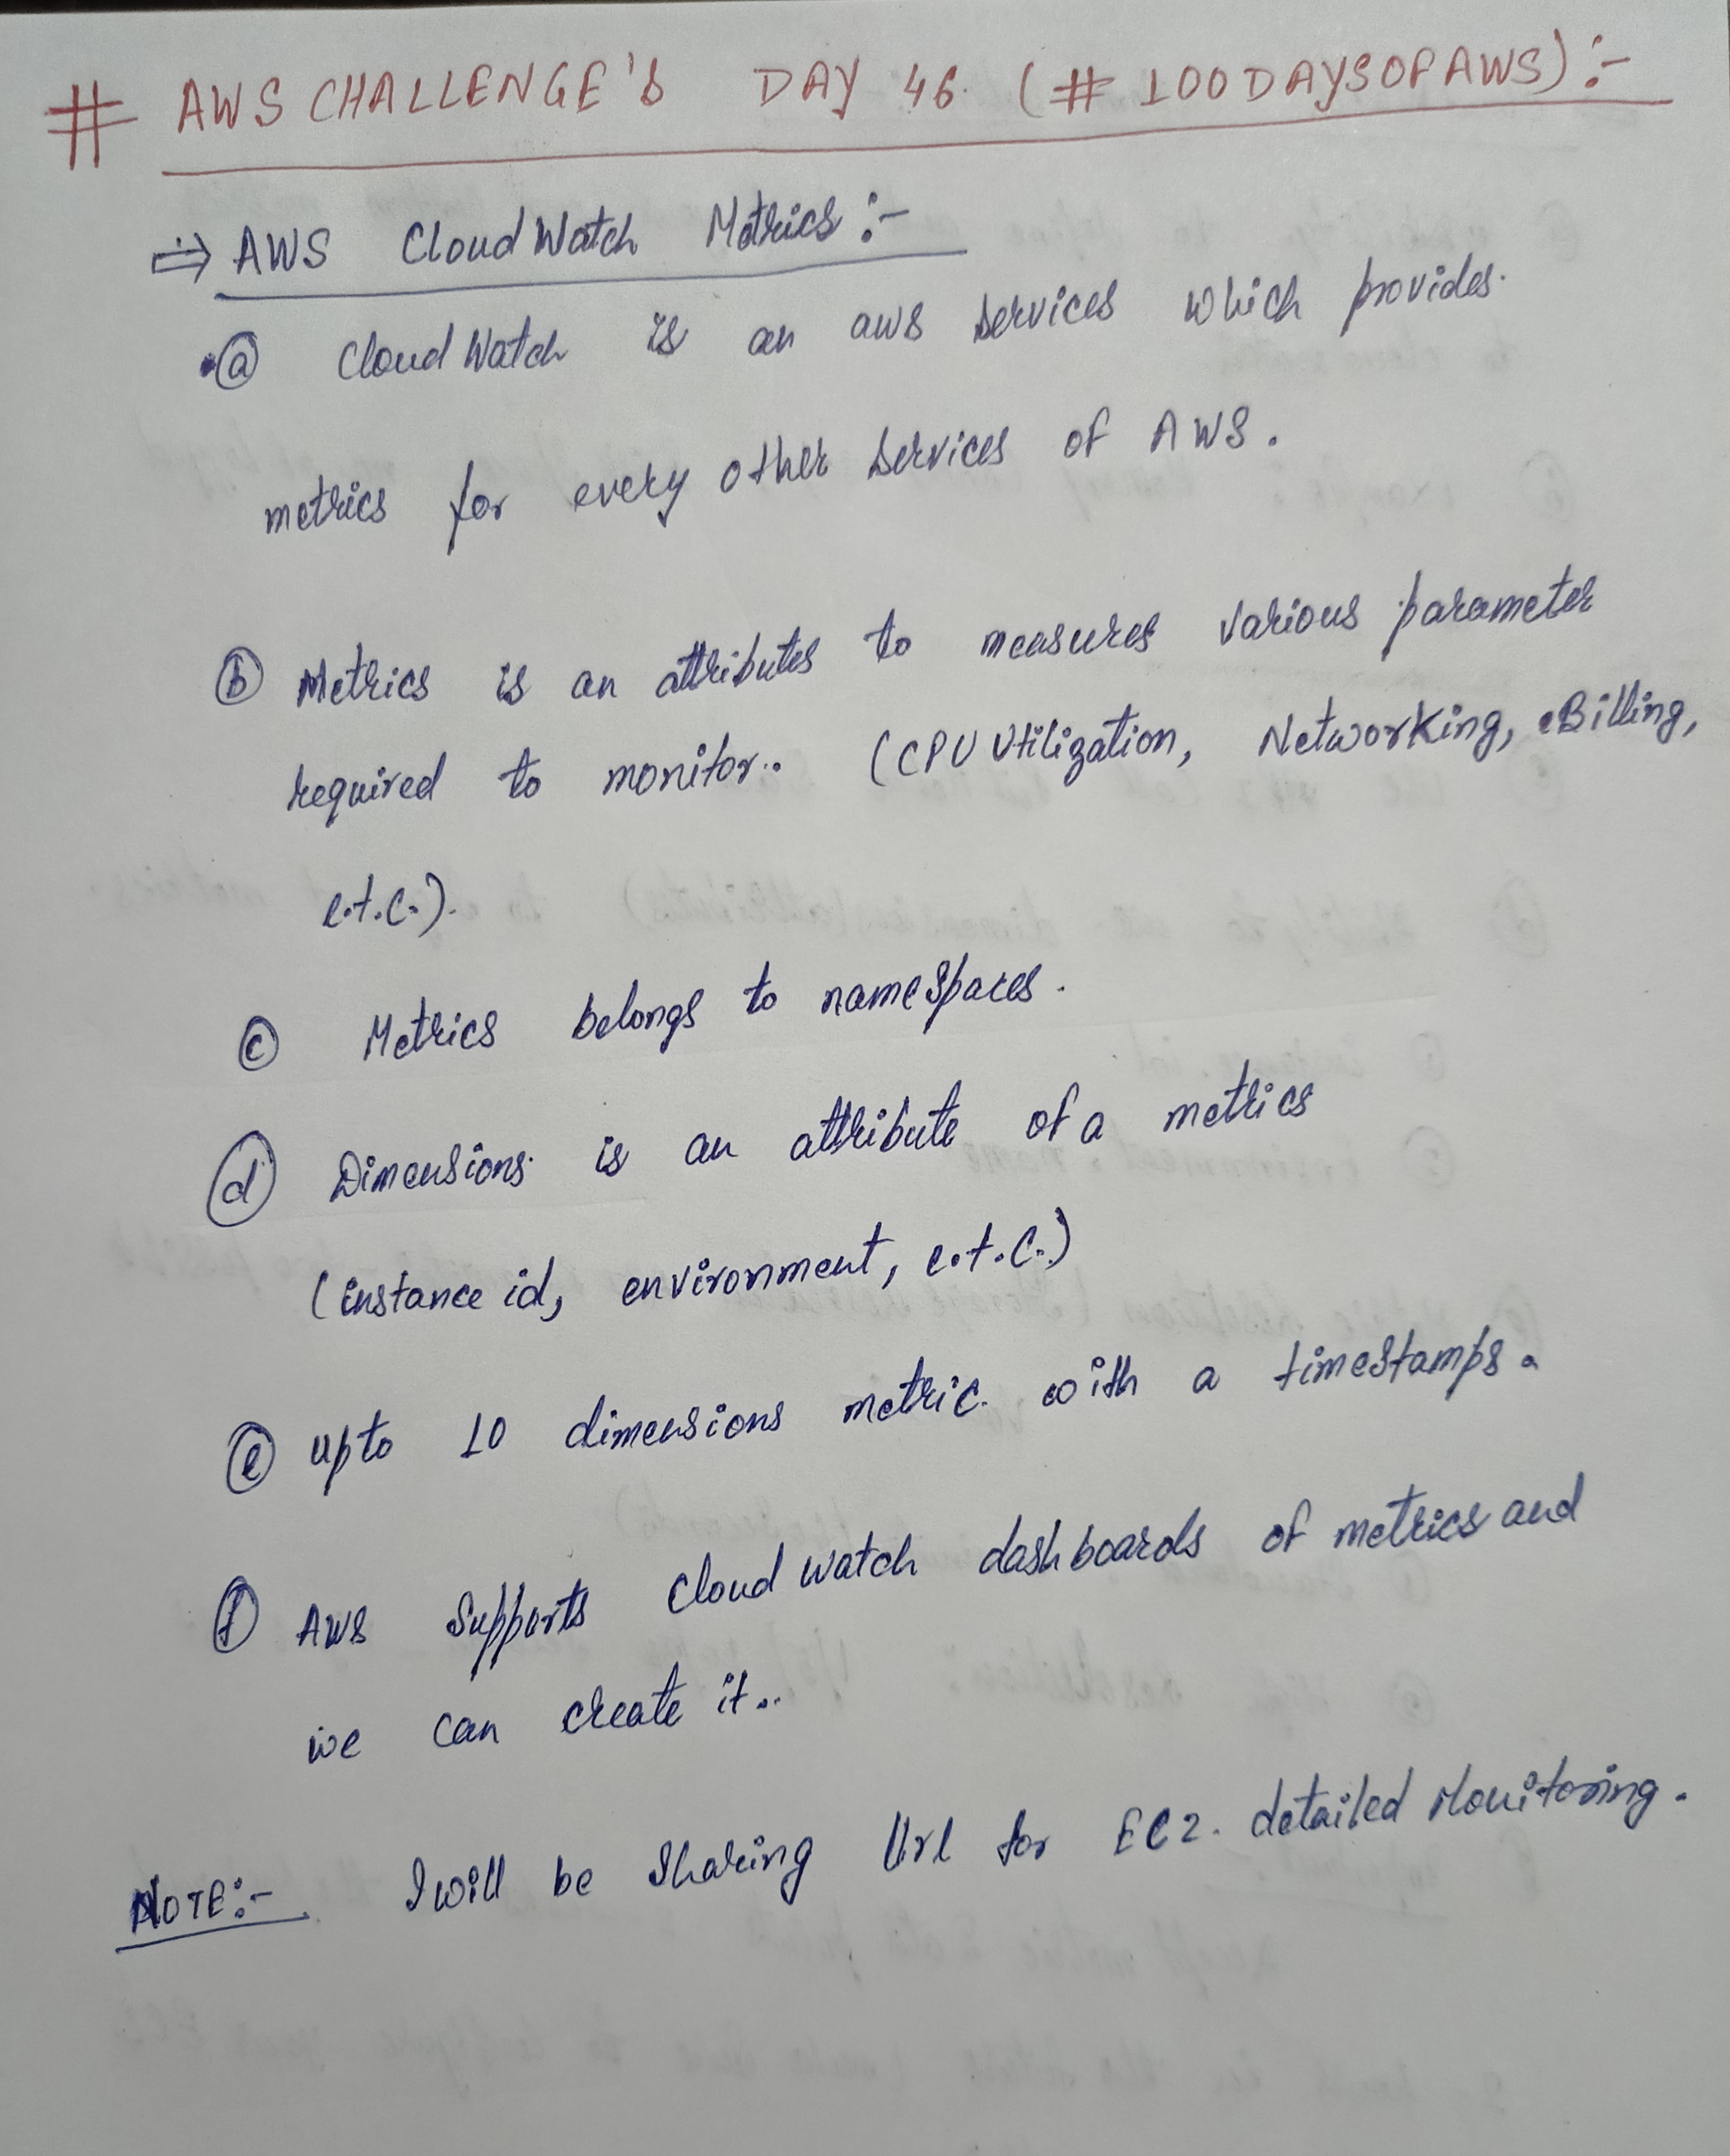 # AWS CHALLENGE'S DAY 46. (# 100DAYSOFAWS):-
⇒ AWS CloudWatch Metrics:-
ⓐ CloudWatch is an aws services which provides.
metrics for every other services of AWS.
ⓑ Metrics is an attributes to measures various parameter
required to monitor.. (CPU Utilization, Networking, Billing,
e.t.c.).
ⓒ Metrics belongs to namespaces.
ⓓ Dimensions is an attribute of a metrics
(instance id, environment, e.t.c.)
ⓔ upto 10 dimensions metric. with a timestamps.
ⓕ AWS Supports cloudwatch dashboards of metrics and
we can create it..
NOTE:- I will be Sharing Url for EC2. detailed Monitoring.